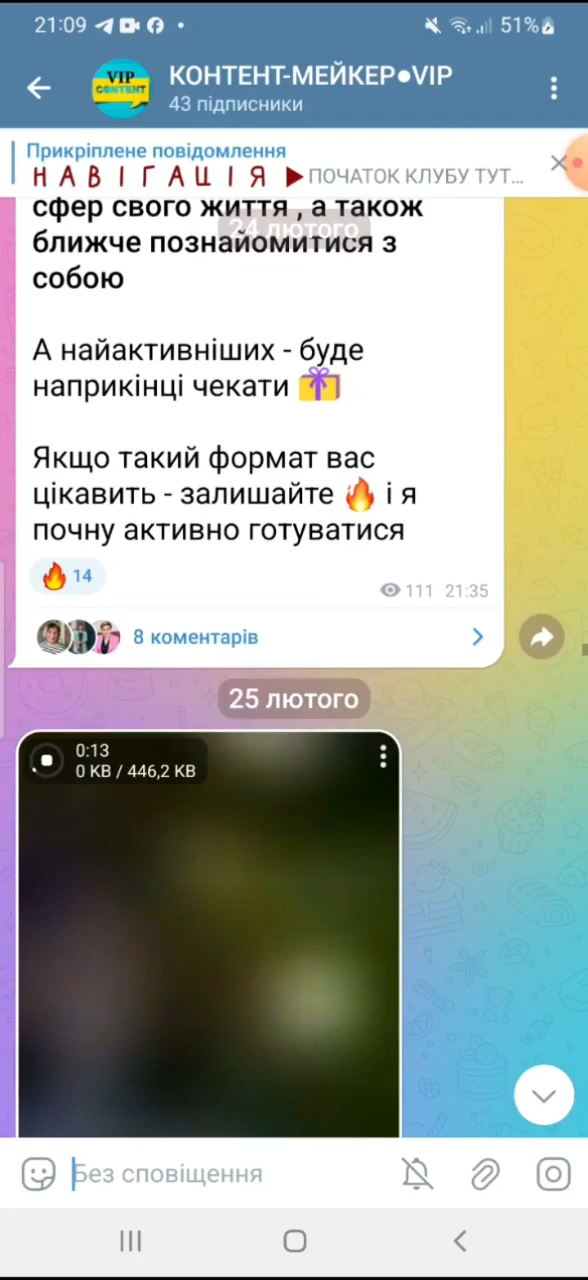 21:09
51%
VIP
CONTENT
КОНТЕНТ-МЕЙКЕР●VIP
43 підписники
Прикріплене повідомлення
НАВІГАЦІЯ ▶ПОЧАТОК КЛУБУ ТУТ...
24 лютого
сфер свого життя , а також
ближче познайомитися з
собою
А найактивніших - буде
наприкінці чекати 🎁
Якщо такий формат вас
цікавить - залишайте 🔥 і я
почну активно готуватися
🔥 14
111 21:35
8 коментарів
25 лютого
0:13
0 KB / 446,2 KB
Без сповіщення